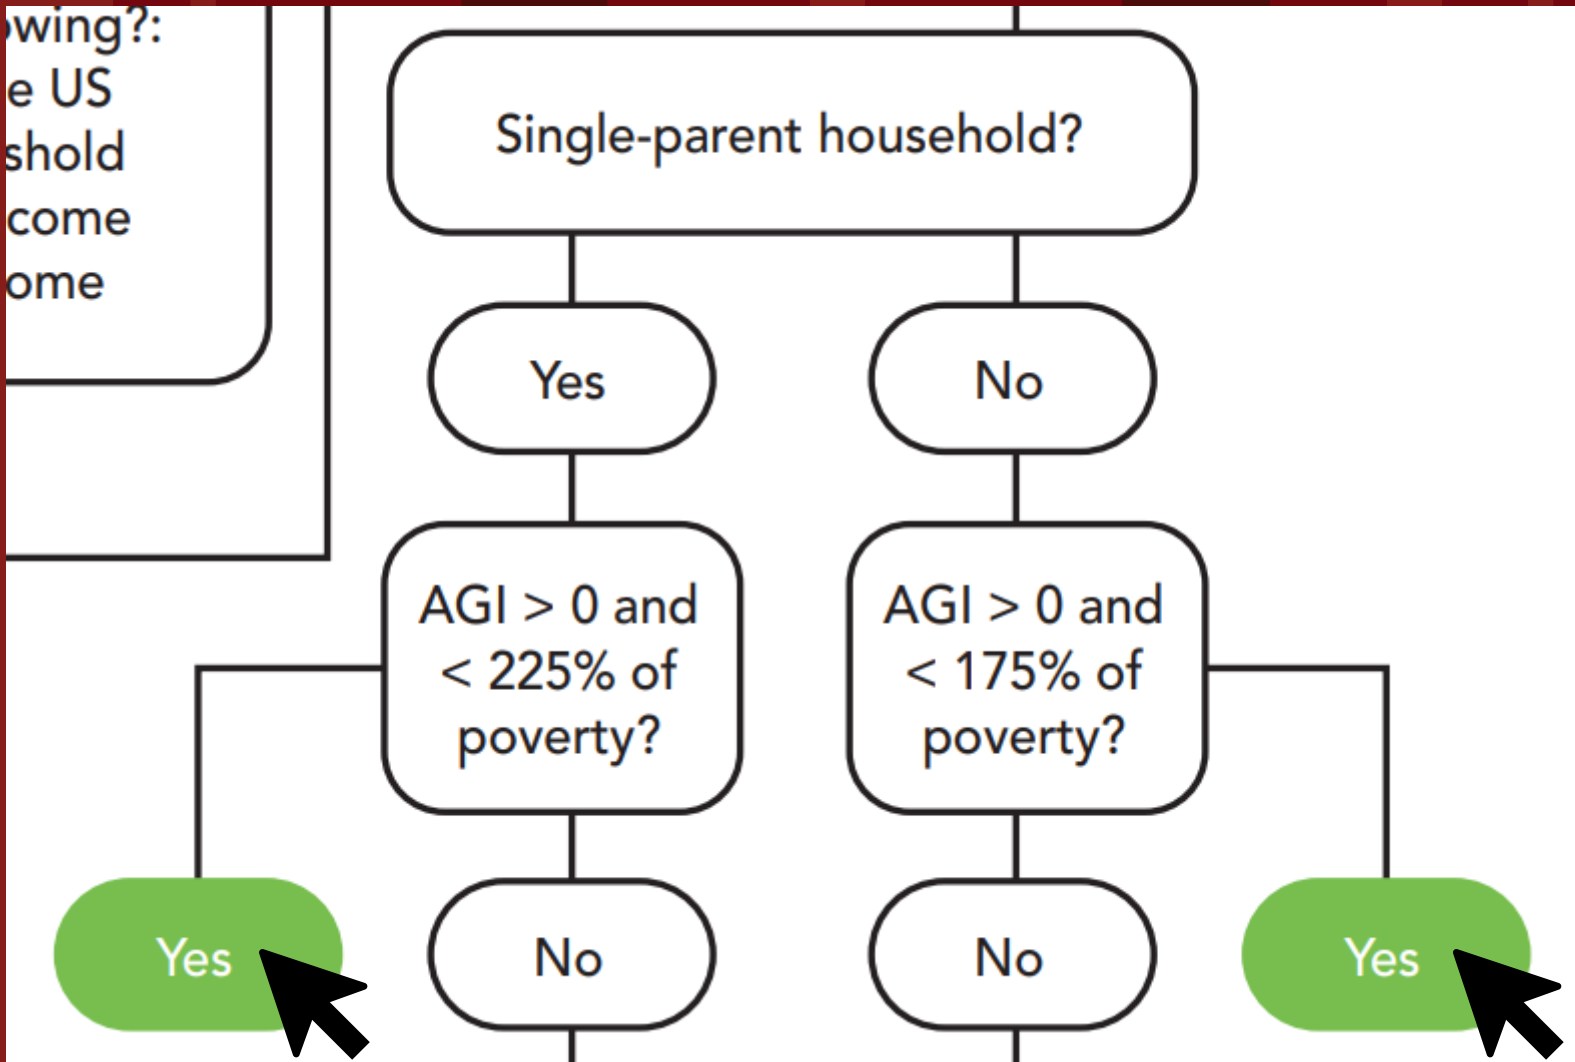 owing?:
e US
shold
come
ome
Single-parent household?
Yes
No
AGI > 0 and
< 225% of
poverty?
AGI > 0 and
< 175% of
poverty?
Yes
No
No
Yes